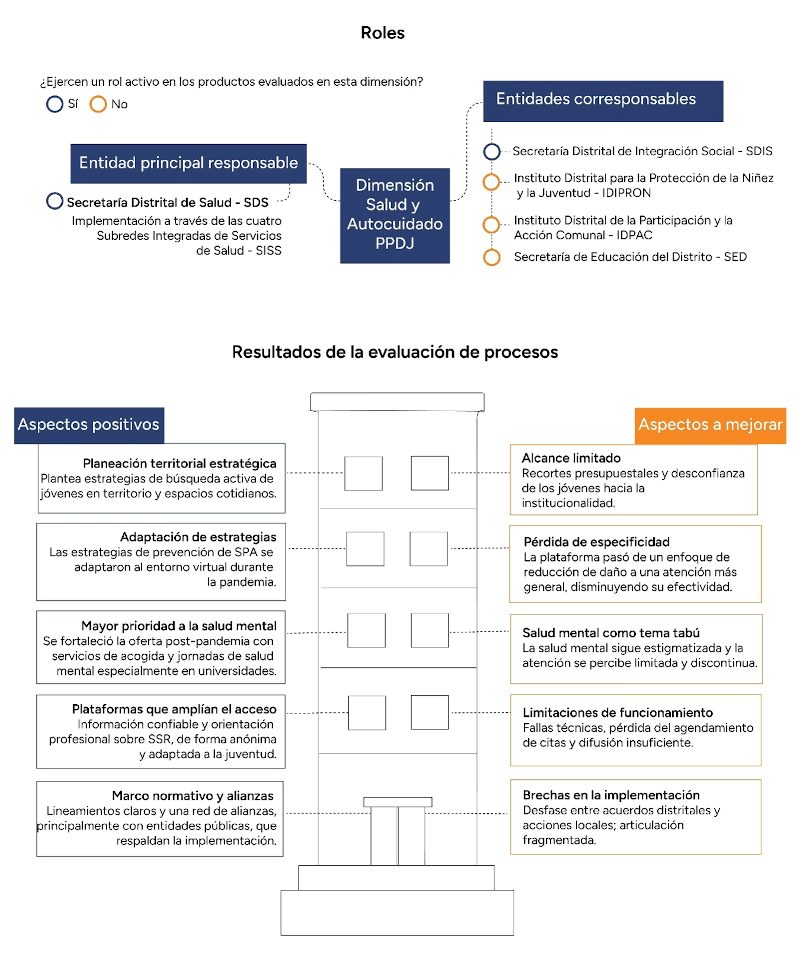 Roles
¿Ejercen un rol activo en los productos evaluados en esta dimensión?
Sí
No
Entidad principal responsable
Secretaría Distrital de Salud - SDS
Implementación a través de las cuatro
Subredes Integradas de Servicios
de Salud - SISS
Dimensión
Salud y
Autocuidado
PPDJ
Entidades corresponsables
Secretaría Distrital de Integración Social - SDIS
Instituto Distrital para la Protección de la Niñez
y la Juventud - IDIPRON
Instituto Distrital de la Participación y la
Acción Comunal - IDPAC
Secretaría de Educación del Distrito - SED
Resultados de la evaluación de procesos
Aspectos positivos
Planeación territorial estratégica
Plantea estrategias de búsqueda activa de
jóvenes en territorio y espacios cotidianos.
Adaptación de estrategias
Las estrategias de prevención de SPA se
adaptaron al entorno virtual durante
la pandemia.
Mayor prioridad a la salud mental
Se fortaleció la oferta post-pandemia con
servicios de acogida y jornadas de salud
mental especialmente en universidades.
Plataformas que amplían el acceso
Información confiable y orientación
profesional sobre SSR, de forma anónima
y adaptada a la juventud.
Marco normativo y alianzas
Lineamientos claros y una red de alianzas,
principalmente con entidades públicas, que
respaldan la implementación.
Aspectos a mejorar
Alcance limitado
Recortes presupuestales y desconfianza
de los jóvenes hacia la
institucionalidad.
Pérdida de especificidad
La plataforma pasó de un enfoque de
reducción de daño a una atención más
general, disminuyendo su efectividad.
Salud mental como tema tabú
La salud mental sigue estigmatizada y la
atención se percibe limitada y discontinua.
Limitaciones de funcionamiento
Fallas técnicas, pérdida del agendamiento
de citas y difusión insuficiente.
Brechas en la implementación
Desfase entre acuerdos distritales y
acciones locales; articulación
fragmentada.